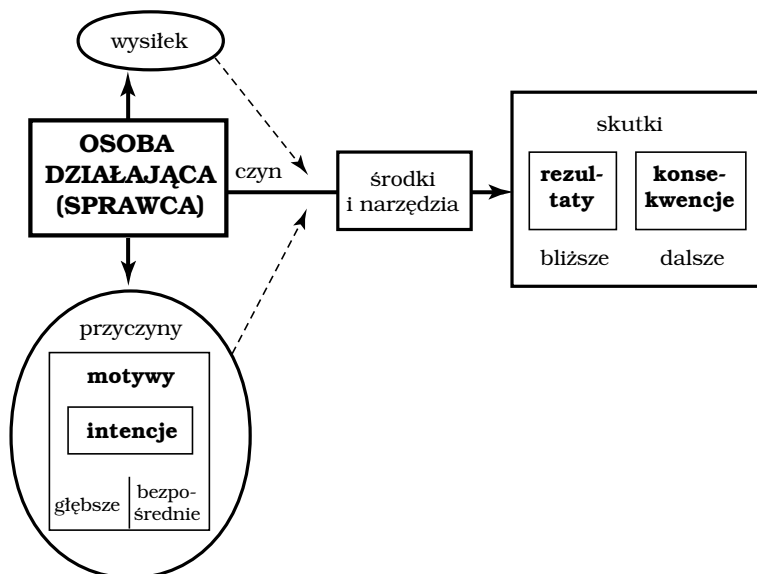 wysiłek
OSOBA
DZIAŁAJĄCA
(SPRAWCA)
czyn
środki
i narzędzia
skutki
rezul-
taty
konse-
kwencje
bliższe
dalsze
przyczyny
motywy
intencje
głębsze
bezpo-
średnie